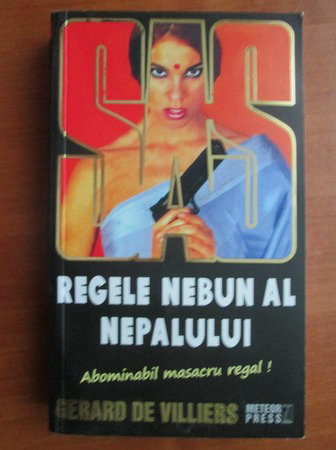 SAS
REGELE NEBUN AL
NEPALULUI
Abominabil masacru regal !
GERARD DE VILLIERS METEOR
PRESS